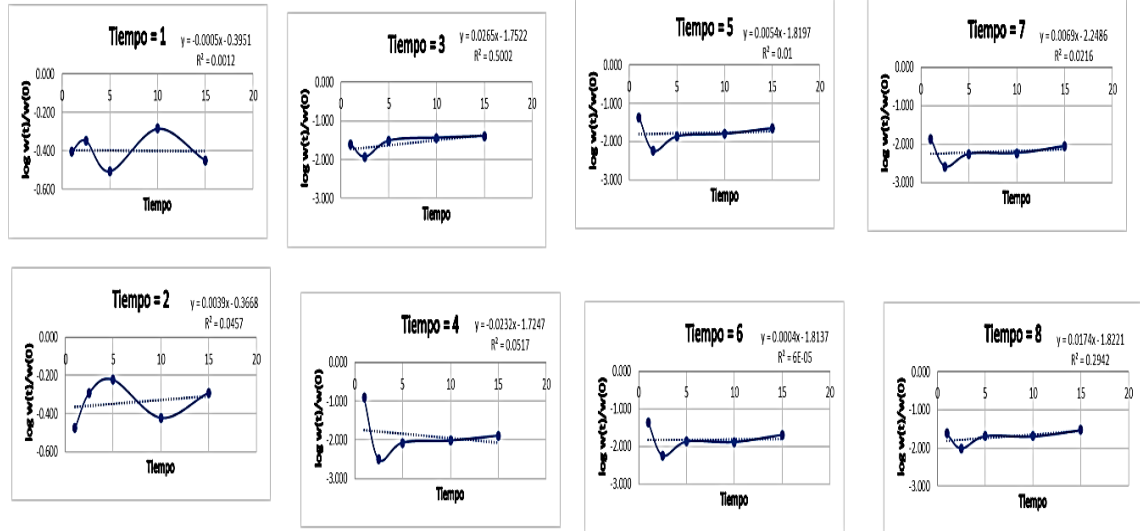 Tiempo = 1
y = -0.0005x - 0.3951
R² = 0.0012
0.000
0 5 10 15 20
-0.200
-0.400
-0.600
log w(t)/w(0)
Tiempo
Tiempo = 3
y = 0.0265x - 1.7522
R² = 0.5002
0.000
0 5 10 15 20
-1.000
-2.000
-3.000
log w(t)/w(0)
Tiempo
Tiempo = 5
y = 0.0054x - 1.8197
R² = 0.01
0.000
0 5 10 15 20
-1.000
-2.000
-3.000
log w(t)/w(0)
Tiempo
Tiempo = 7
y = 0.0069x - 2.2486
R² = 0.0216
0.000
0 5 10 15 20
-1.000
-2.000
-3.000
log w(t)/w(0)
Tiempo
Tiempo = 2
y = 0.0039x - 0.3668
R² = 0.0457
0.000
0 5 10 15 20
-0.200
-0.400
-0.600
log w(t)/w(0)
Tiempo
Tiempo = 4
y = -0.0232x - 1.7247
R² = 0.0517
0.000
0 5 10 15 20
-1.000
-2.000
-3.000
log w(t)/w(0)
Tiempo
Tiempo = 6
y = 0.0004x - 1.8137
R² = 6E-05
0.000
0 5 10 15 20
-1.000
-2.000
-3.000
log w(t)/w(0)
Tiempo
Tiempo = 8
y = 0.0174x - 1.8221
R² = 0.2942
0.000
0 5 10 15 20
-1.000
-2.000
-3.000
log w(t)/w(0)
Tiempo